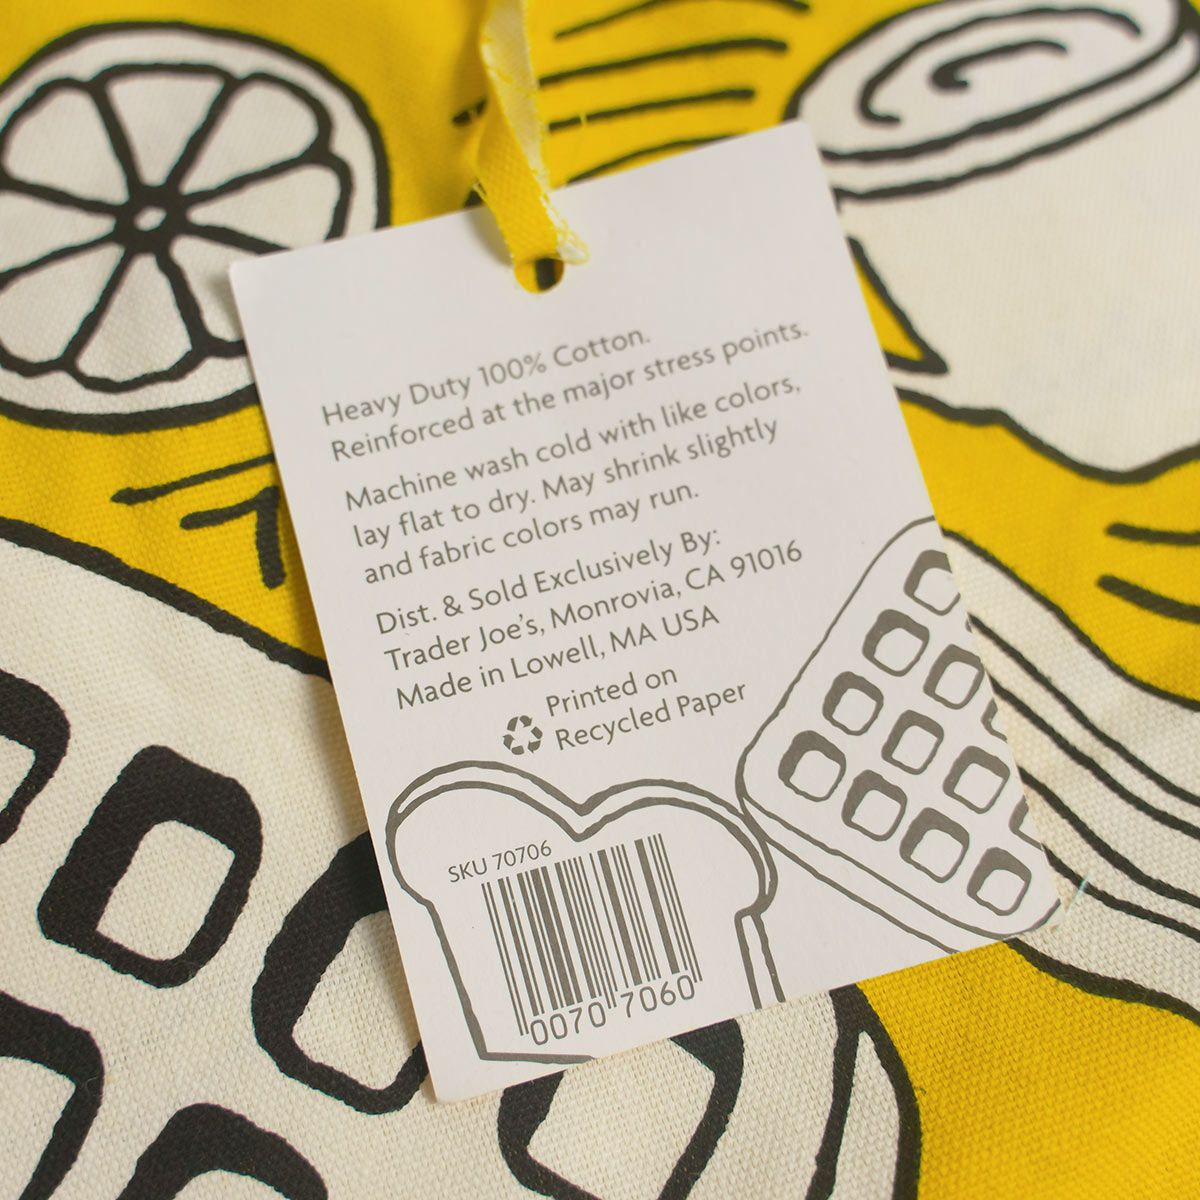 Heavy Duty 100% Cotton.
Reinforced at the major stress points.
Machine wash cold with like colors,
lay flat to dry. May shrink slightly
and fabric colors may run.
Dist. & Sold Exclusively By:
Trader Joe's, Monrovia, CA 91016
Made in Lowell, MA USA
Printed on
Recycled Paper
SKU 70706
0070 7060